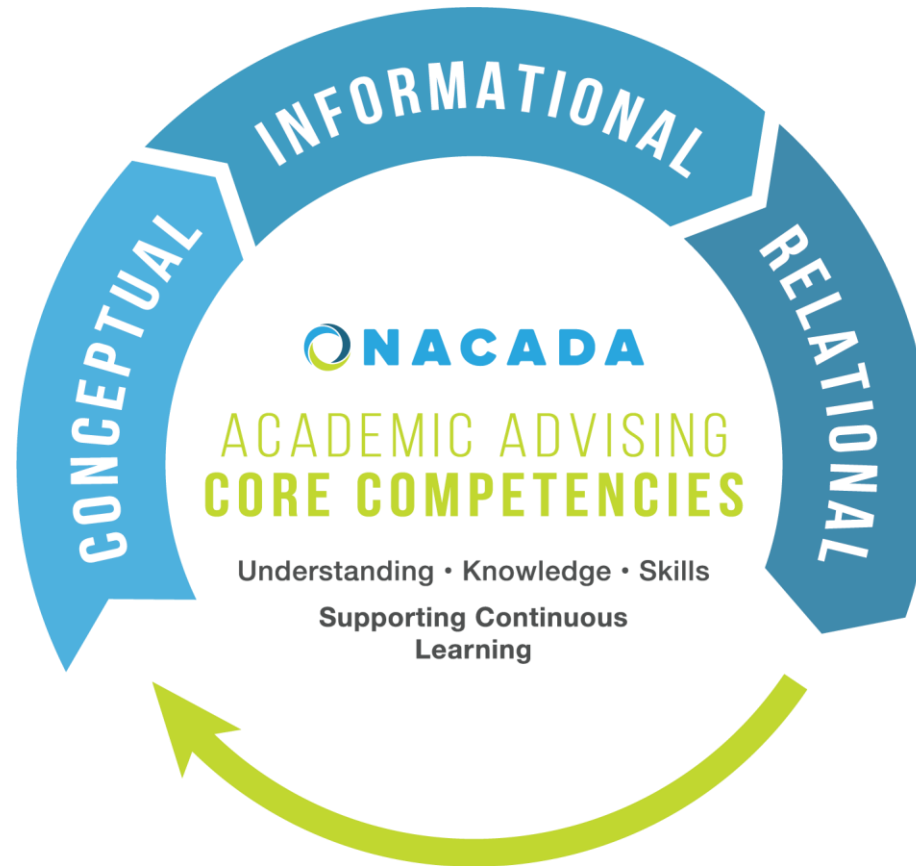 CONCEPTUAL
INFORMATIONAL
RELATIONAL
NACADA
ACADEMIC ADVISING
CORE COMPETENCIES
Understanding • Knowledge • Skills
Supporting Continuous
Learning